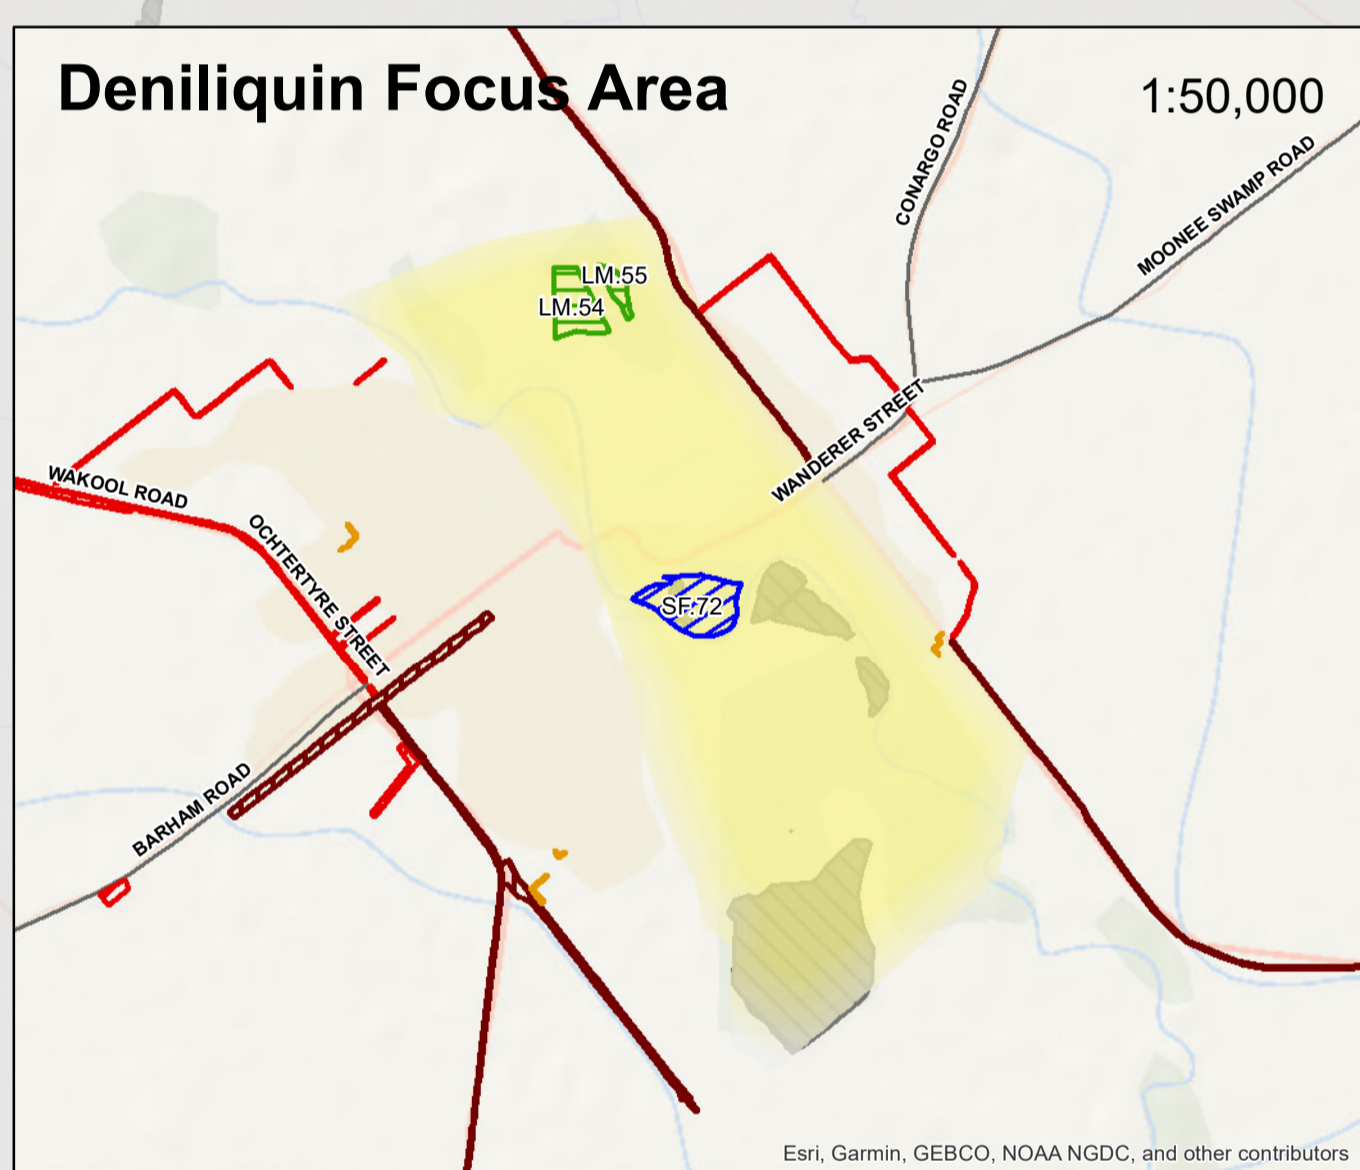 Deniliquin Focus Area
1:50,000
CONARGO ROAD
MOONEE SWAMP ROAD
LM:55
LM:54
WANDERER STREET
WAKOOL ROAD
OCHTERTYRE STREET
SF:72
BARHAM ROAD
Esri, Garmin, GEBCO, NOAA NGDC, and other contributors